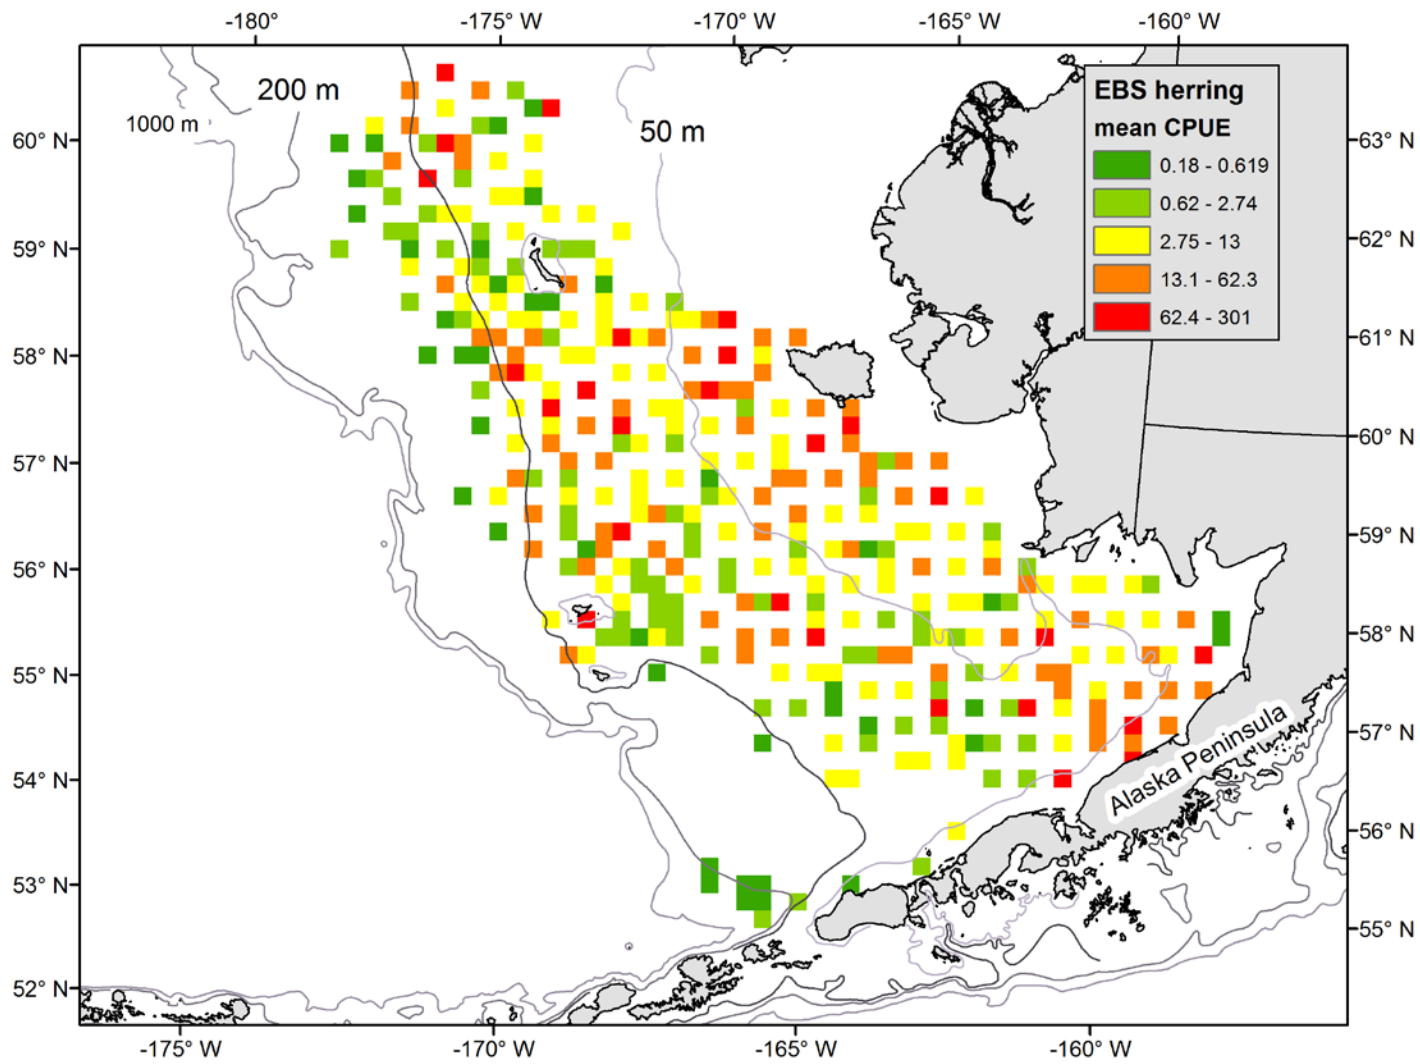 -180°
-175° W
-170° W
-165° W
-160° W
200 m
1000 m
50 m
EBS herring
mean CPUE
0.18 - 0.619
0.62 - 2.74
2.75 - 13
13.1 - 62.3
62.4 - 301
60° N
59° N
58° N
57° N
56° N
55° N
54° N
53° N
52° N
63° N
62° N
61° N
60° N
59° N
58° N
57° N
56° N
55° N
Alaska Peninsula
-175° W
-170° W
-165° W
-160° W